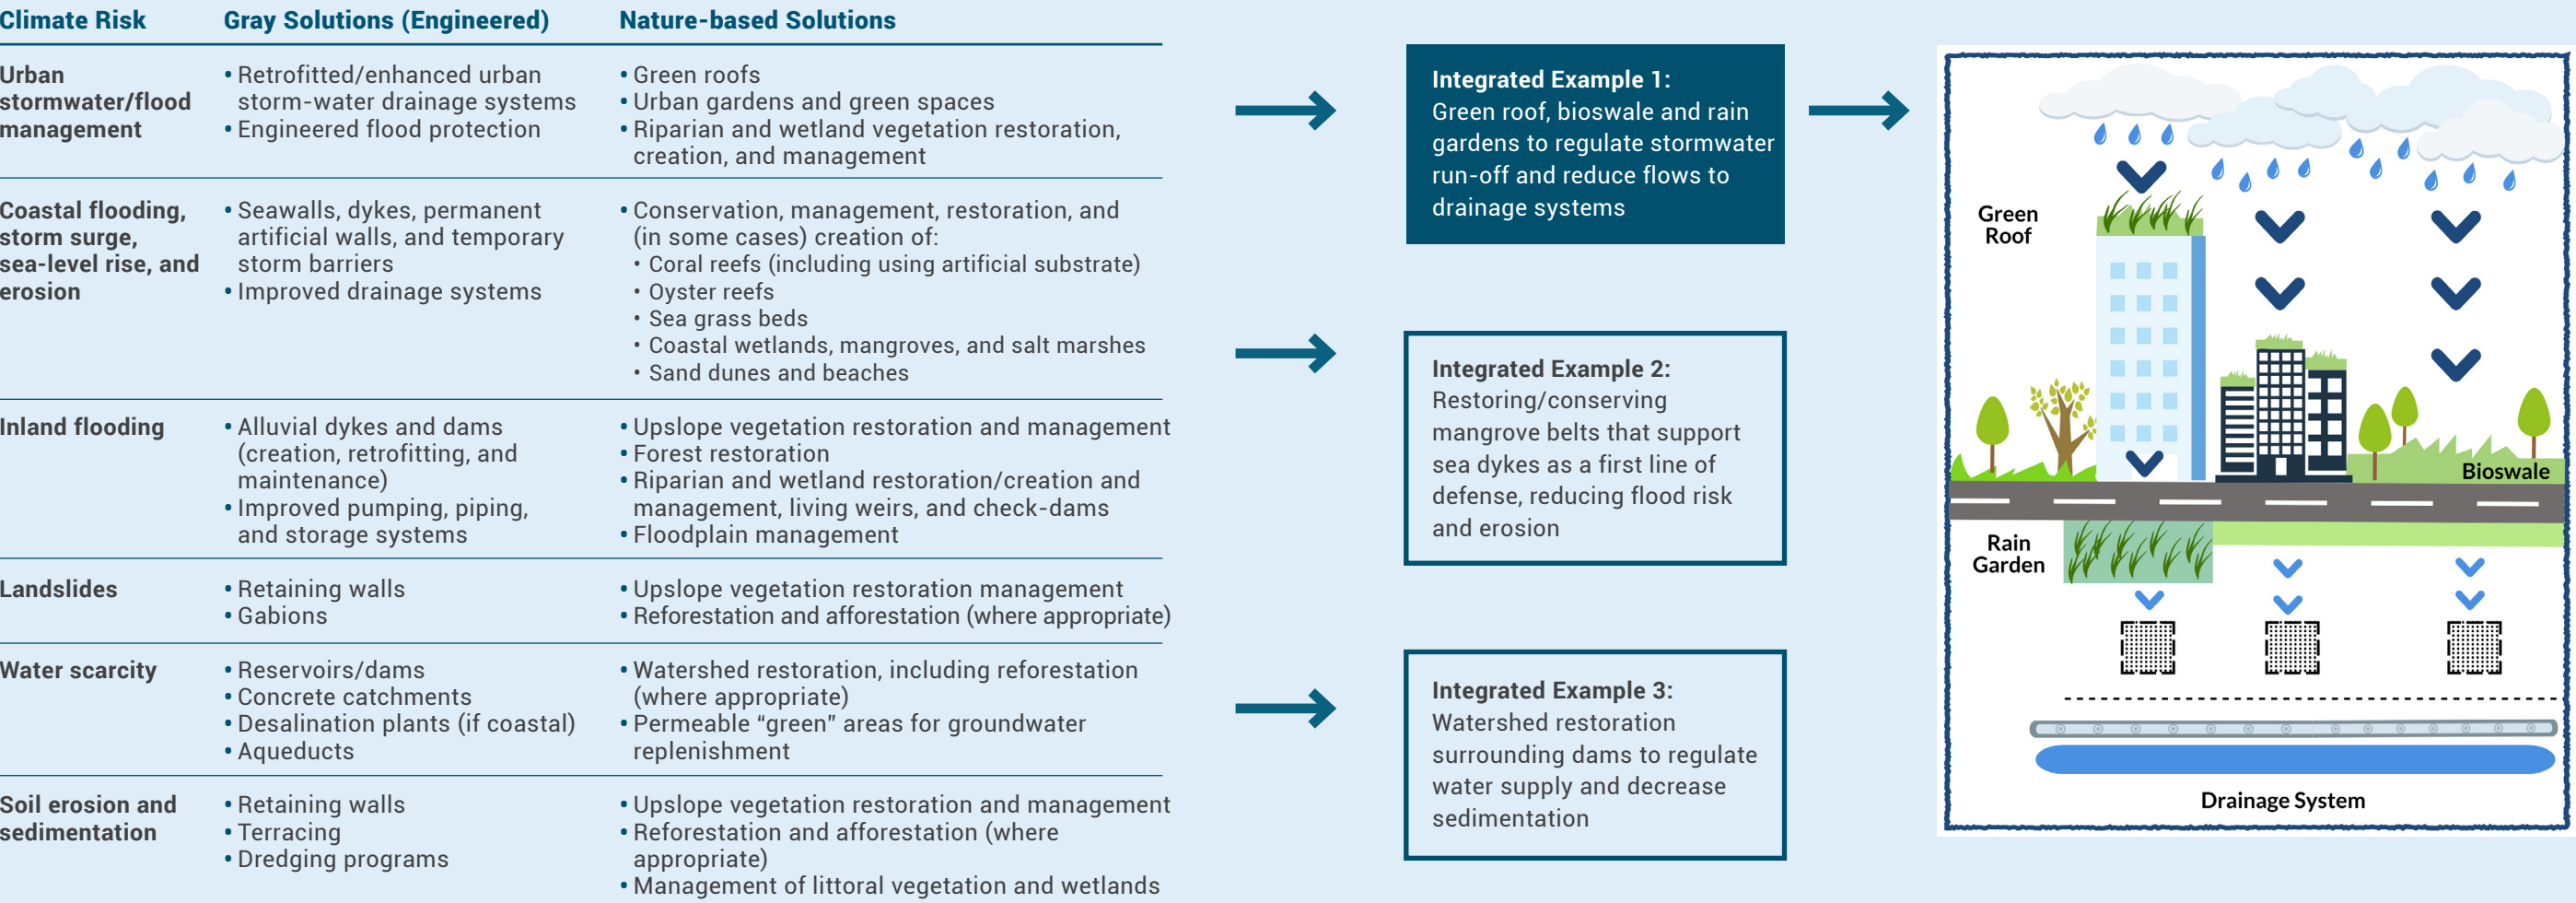 Climate Risk
Gray Solutions (Engineered)
Nature-based Solutions
Urban
stormwater/flood
management
• Retrofitted/enhanced urban
storm-water drainage systems
• Engineered flood protection
• Green roofs
• Urban gardens and green spaces
• Riparian and wetland vegetation restoration,
creation, and management
Coastal flooding,
storm surge,
sea-level rise, and
erosion
• Seawalls, dykes, permanent
artificial walls, and temporary
storm barriers
• Improved drainage systems
• Conservation, management, restoration, and
(in some cases) creation of:
• Coral reefs (including using artificial substrate)
• Oyster reefs
• Sea grass beds
• Coastal wetlands, mangroves, and salt marshes
• Sand dunes and beaches
Inland flooding
• Alluvial dykes and dams
(creation, retrofitting, and
maintenance)
• Improved pumping, piping,
and storage systems
• Upslope vegetation restoration and management
• Forest restoration
• Riparian and wetland restoration/creation and
management, living weirs, and check-dams
• Floodplain management
Landslides
• Retaining walls
• Gabions
• Upslope vegetation restoration management
• Reforestation and afforestation (where appropriate)
Water scarcity
• Reservoirs/dams
• Concrete catchments
• Desalination plants (if coastal)
• Aqueducts
• Watershed restoration, including reforestation
(where appropriate)
• Permeable “green” areas for groundwater
replenishment
Soil erosion and
sedimentation
• Retaining walls
• Terracing
• Dredging programs
• Upslope vegetation restoration and management
• Reforestation and afforestation (where
appropriate)
• Management of littoral vegetation and wetlands
Integrated Example 1:
Green roof, bioswale and rain
gardens to regulate stormwater
run-off and reduce flows to
drainage systems
Integrated Example 2:
Restoring/conserving
mangrove belts that support
sea dykes as a first line of
defense, reducing flood risk
and erosion
Integrated Example 3:
Watershed restoration
surrounding dams to regulate
water supply and decrease
sedimentation
Green
Roof
Bioswale
Rain
Garden
Drainage System